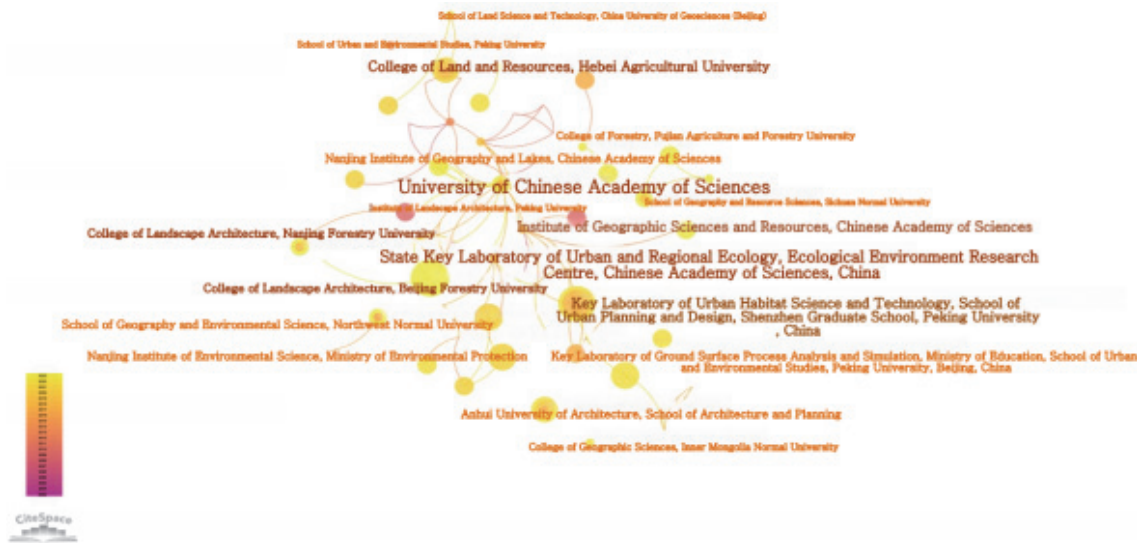 School of Land Science and Technology, China University of Geosciences (Beijing)
School of Urban and Environmental Studies, Peking University
College of Land and Resources, Hebei Agricultural University
College of Forestry, Fujian Agriculture and Forestry University
Nanjing Institute of Geography and Lakes, Chinese Academy of Sciences
University of Chinese Academy of Sciences
School of Geography and Resource Sciences, Sichuan Normal University
Institute of Landscape Architecture, Peking University
Institute of Geographic Sciences and Resources, Chinese Academy of Sciences
College of Landscape Architecture, Nanjing Forestry University
State Key Laboratory of Urban and Regional Ecology, Ecological Environment Research
Centre, Chinese Academy of Sciences, China
College of Landscape Architecture, Beijing Forestry University
Key Laboratory of Urban Habitat Science and Technology, School of
Urban Planning and Design, Shenzhen Graduate School, Peking University
, China
School of Geography and Environmental Science, Northwest Normal University
Nanjing Institute of Environmental Science, Ministry of Environmental Protection
Key Laboratory of Ground Surface Process Analysis and Simulation, Ministry of Education, School of Urban
and Environmental Studies, Peking University, Beijing, China
Anhui University of Architecture, School of Architecture and Planning
College of Geographic Sciences, Inner Mongolia Normal University
CiteSpace